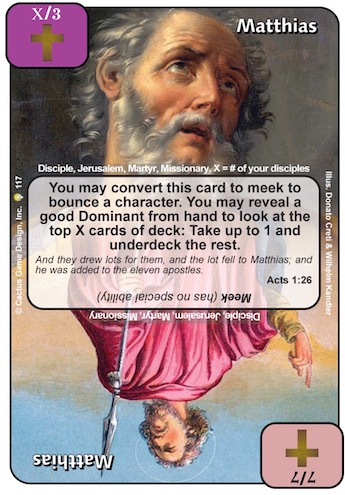 X/3
Matthias
Disciple, Jerusalem, Martyr, Missionary, X = # of your disciples
You may convert this card to meek to
bounce a character. You may reveal a
good Dominant from hand to look at the
top X cards of deck: Take up to 1 and
underdeck the rest.
And they drew lots for them, and the lot fell to Matthias; and
he was added to the eleven apostles.
Acts 1:26
Meek (has no special ability)
Disciple, Jerusalem, Martyr, Missionary
© Cactus Game Design, Inc. 117
Illus. Donato Creti & Wilhelm Kandler
Matthias
7/7